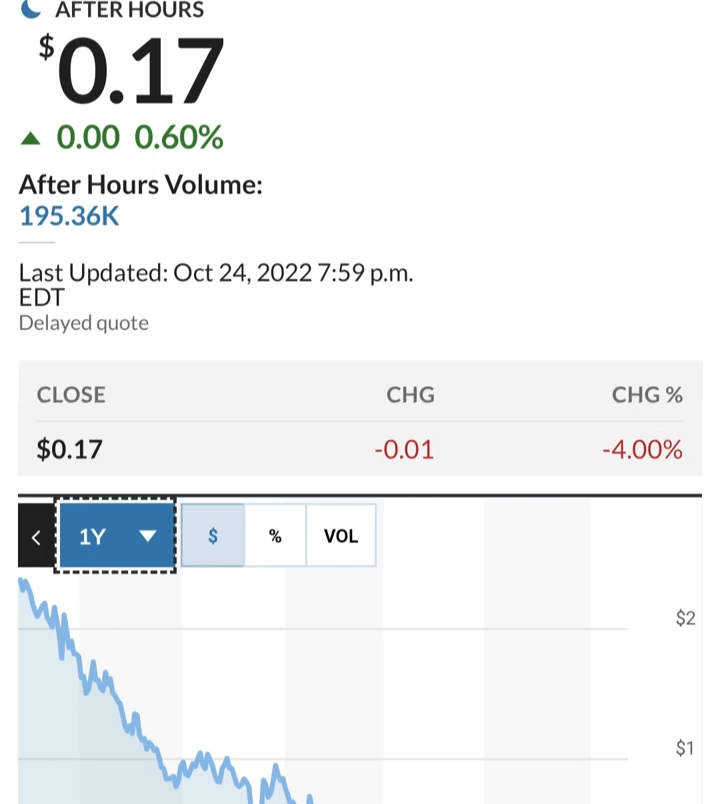 AFTER HOURS
$0.17
0.00 0.60%
After Hours Volume:
195.36K
Last Updated: Oct 24, 2022 7:59 p.m.
EDT
Delayed quote
CLOSE CHG CHG %
$0.17 -0.01 -4.00%
1Y $ % VOL
$2
$1